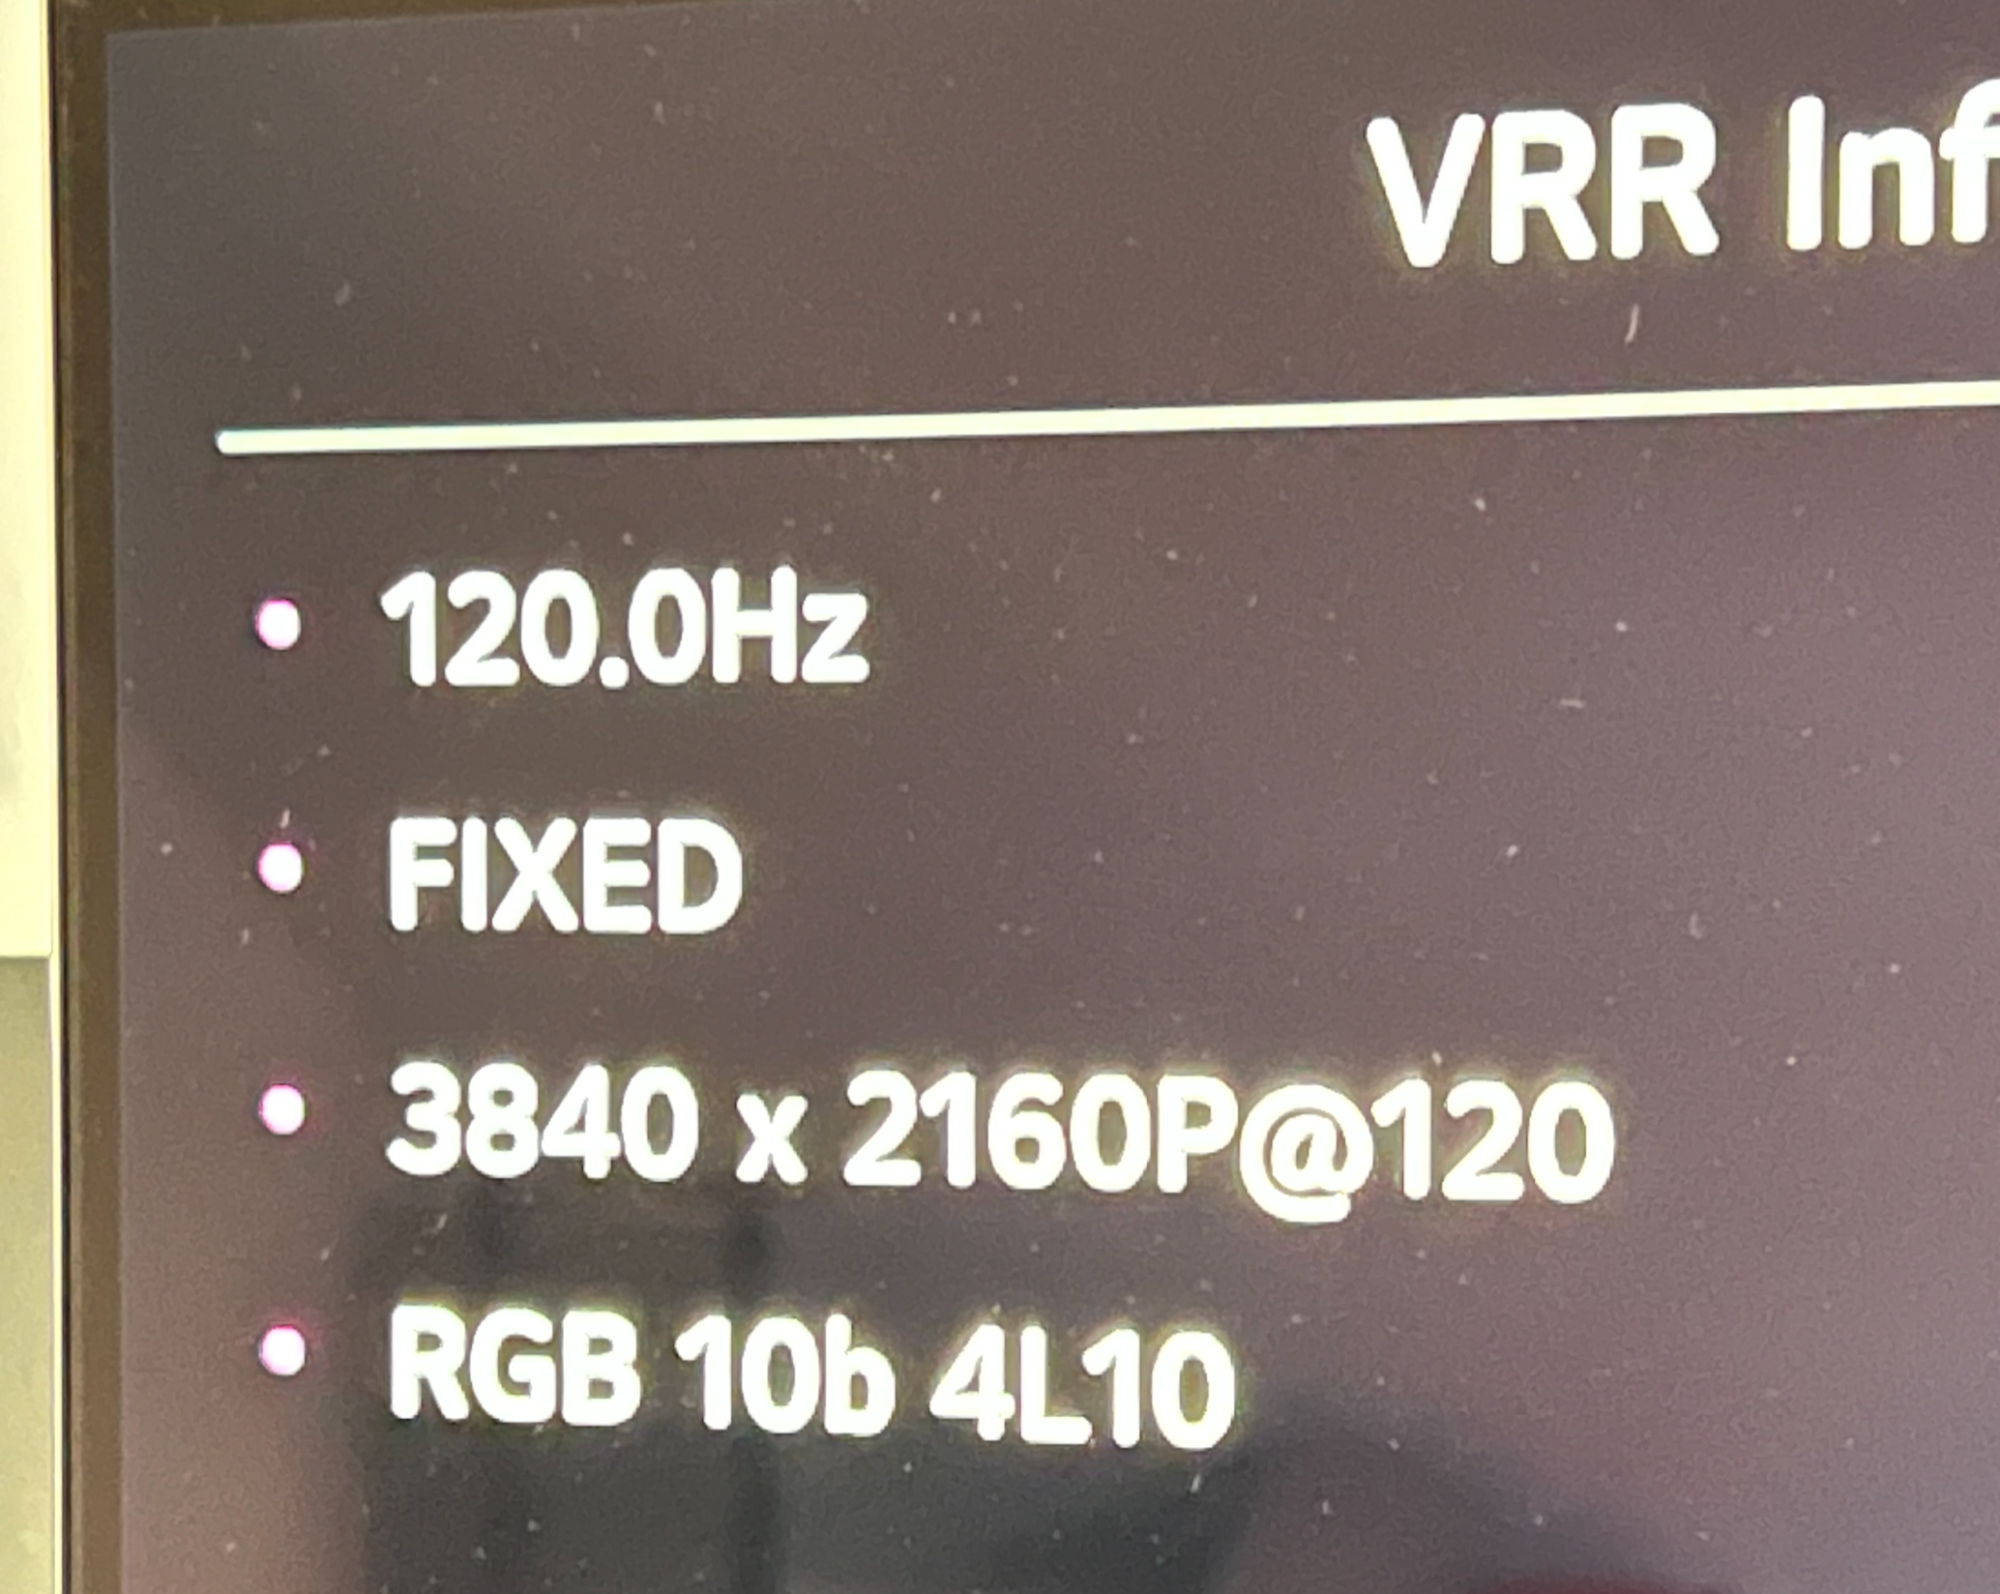 VRR Inf
120.0Hz
FIXED
3840 x 2160P@120
RGB 10b 4L10